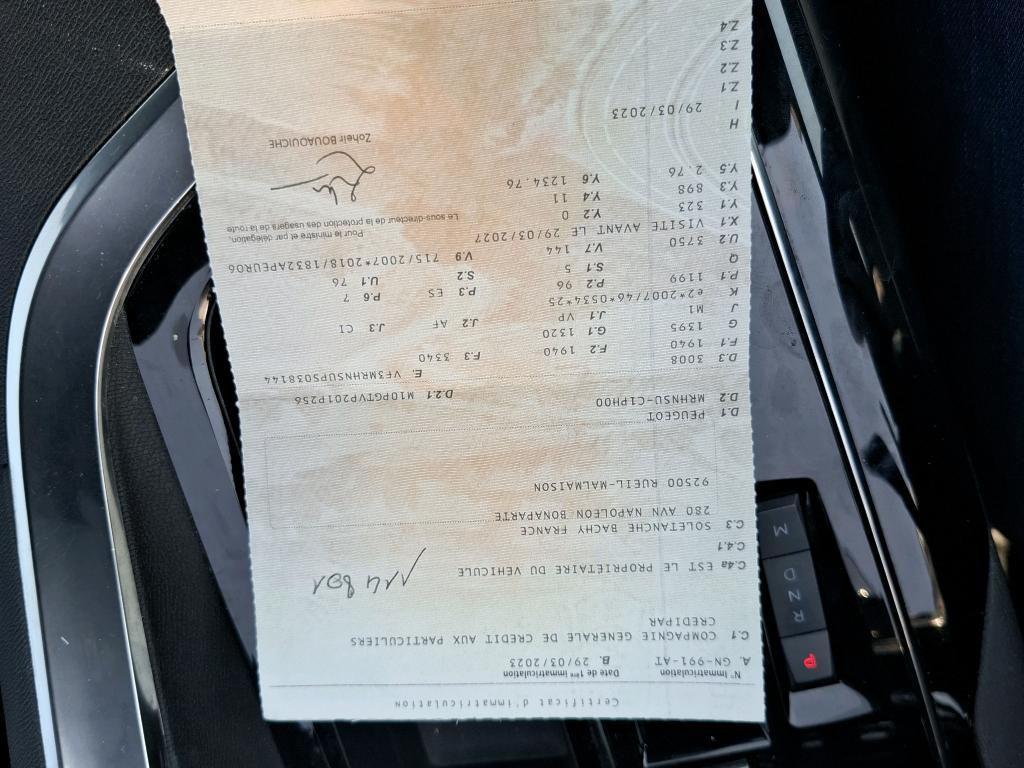 Certificat d'immatriculation
N° Immatriculation Date de 1ère immatriculation
A. GN-991-AT B. 29/03/2023
C.1 COMPAGNIE GENERALE DE CREDIT AUX PARTICULIERS
CREDIPAR
C.4a EST LE PROPRIETAIRE DU VEHICULE
C.4.1
114 891
C.3 SOLETANCHE BACHY FRANCE
280 AVN NAPOLEON BONAPARTE
92500 RUEIL-MALMAISON
D.1 PEUGEOT
D.2 MRHNSU-C1PH00 D.2.1 M10PGTVP201P256
D.3 3008 E. VF3MRHNSUPS038144
F.1 1940 F.2 1940 F.3 3340
G 1395 G.1 1320
J M1 J.1 VP J.2 AF J.3 CI
K e2*2007/46*0534*25
P.1 1199 P.2 96 P.3 ES P.6 7
Q S.1 5 S.2 U.1 76
U.2 3750 V.7 144 V.9 715/2007*2018/1832APEURO6
X.1 VISITE AVANT LE 29/03/2027
Y.1 323 Y.2 0
Y.3 898 Y.4 11
Y.5 2.76 Y.6 1234.76
Pour le ministre et par délégation,
Le sous-directeur de la protection des usagers de la route
Zoheir BOUAOUICHE
H
I 29/03/2023
Z.1
Z.2
Z.3
Z.4
M
D
N
R
P